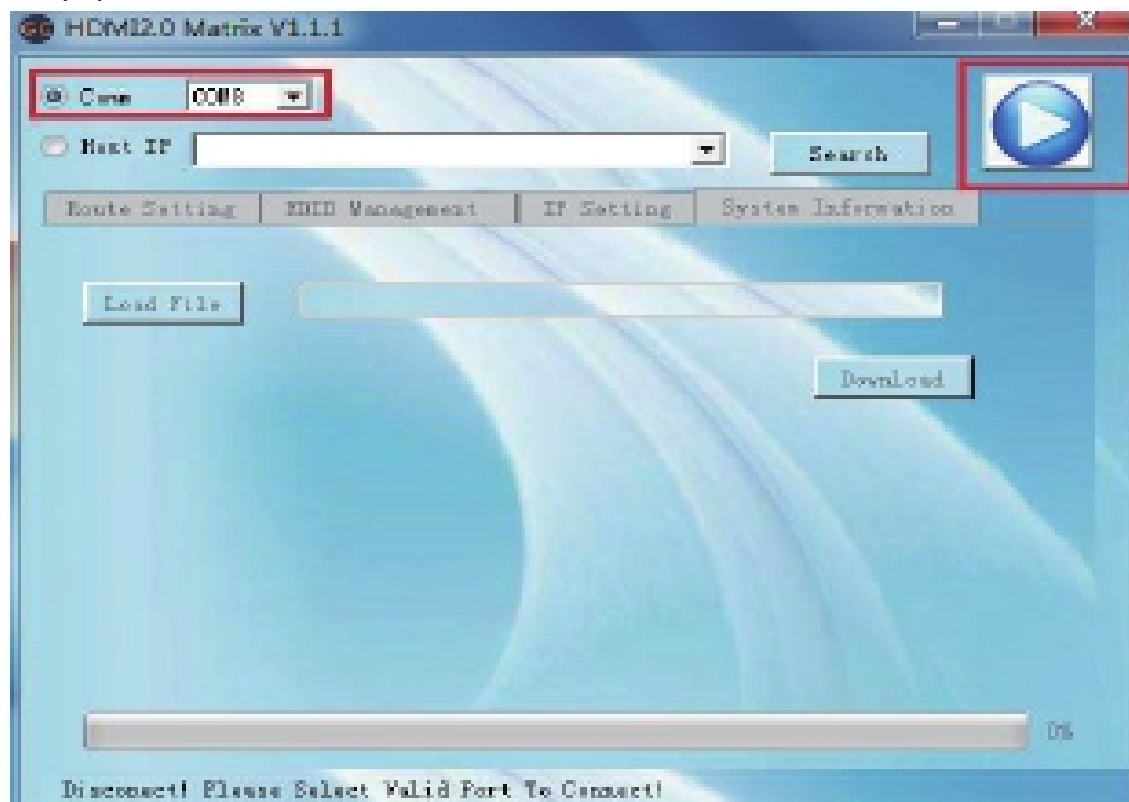 HDMI2.0 Matrix V1.1.1
Comm COM8
Host IP Search
Route Setting EDID Management IP Setting System Information
Load File
DownLoad
0%
Disconnect! Please Select Valid Port To Connect!